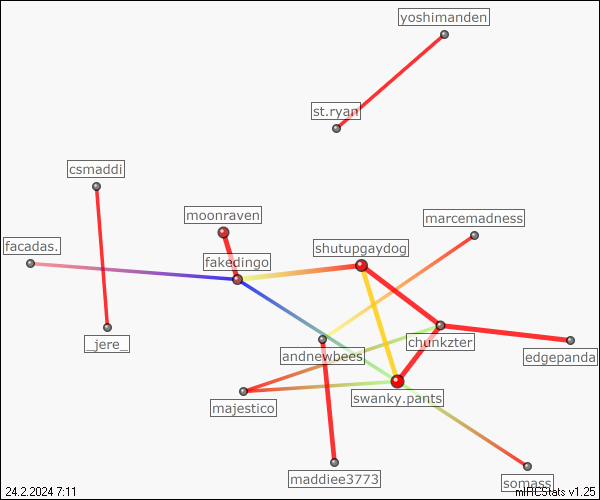 yoshimanden
st.ryan
csmaddi
moonraven
marcemadness
facadas.
shutupgaydog
fakedingo
_jere_
chunkzter
andnewbees
edgepanda
swanky.pants
majestico
maddiee3773
somass
24.2.2024 7:11
mIRCStats v1.25